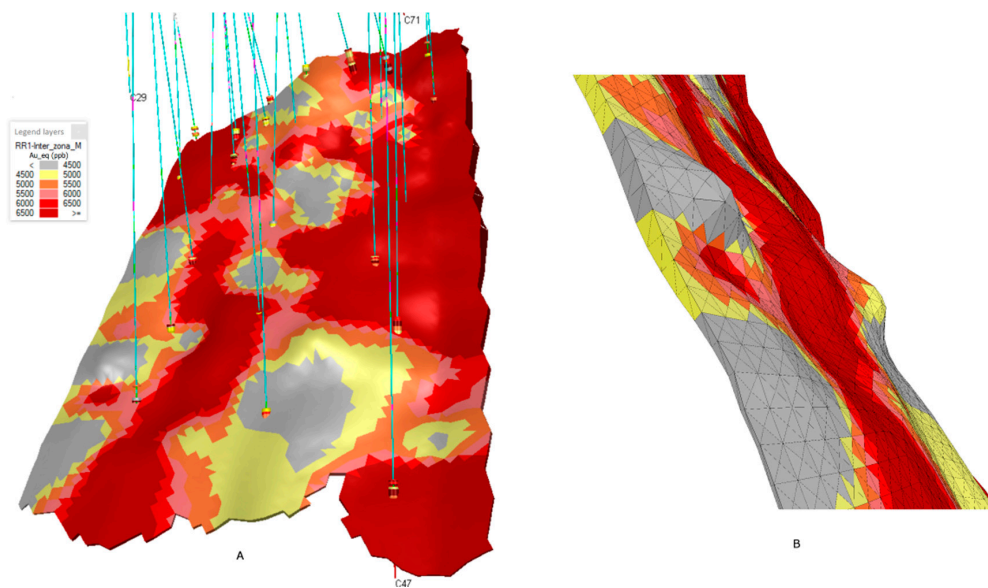 C71
C29
Legend layers
RR1-Inter_zona_M
Au_eq (ppb)
< 4500
4500 5000
5000 5500
5500 6000
6000 6500
6500 >=
A
B
C47